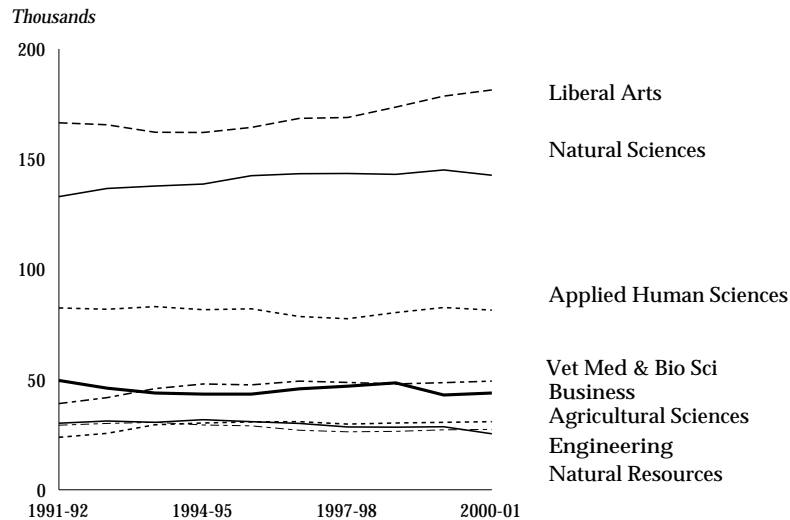 Thousands
200
Liberal Arts
Natural Sciences
150
100
Applied Human Sciences
Vet Med & Bio Sci
50
Business
Agricultural Sciences
Engineering
Natural Resources
0
1991-92 1994-95 1997-98 2000-01